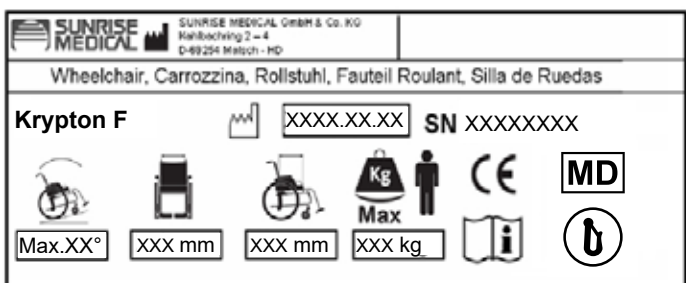 SUNRISE MEDICAL
SUNRISE MEDICAL GmbH & Co. KG
Kahlbachring 2 – 4
D-69254 Malsch - HD
Wheelchair, Carrozzina, Rollstuhl, Fauteil Roulant, Silla de Ruedas
Krypton F XXXX.XX.XX SN XXXXXXXX
Kg
Max
CE MD
i
Max.XX° XXX mm XXX mm XXX kg_